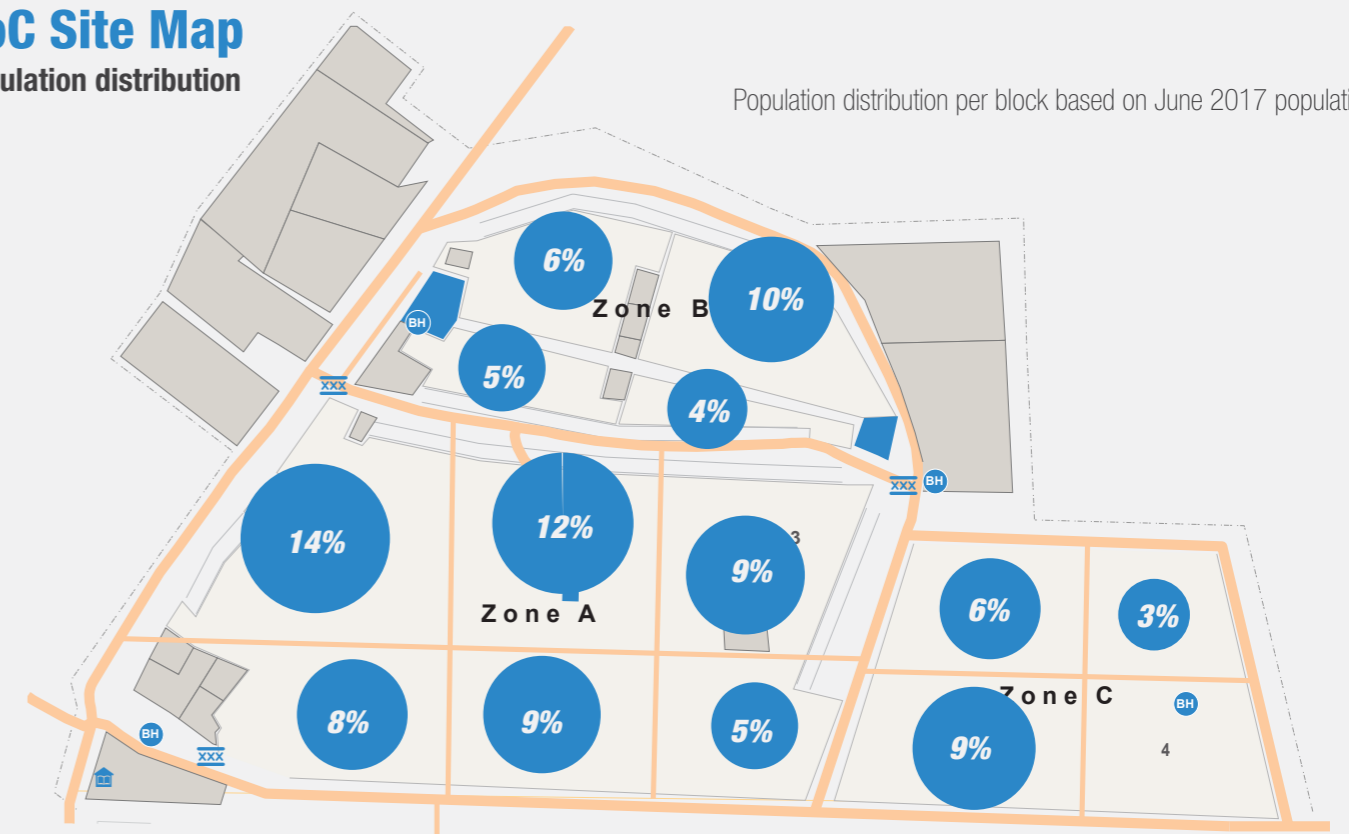 oC Site Map
ulation distribution
Population distribution per block based on June 2017 populati
6%
10%
Zone B
BH
5%
4%
XXX
XXX
BH
14%
12%
9%
3
Zone A
6%
3%
8%
9%
5%
Zone C
9%
BH
4
BH
XXX